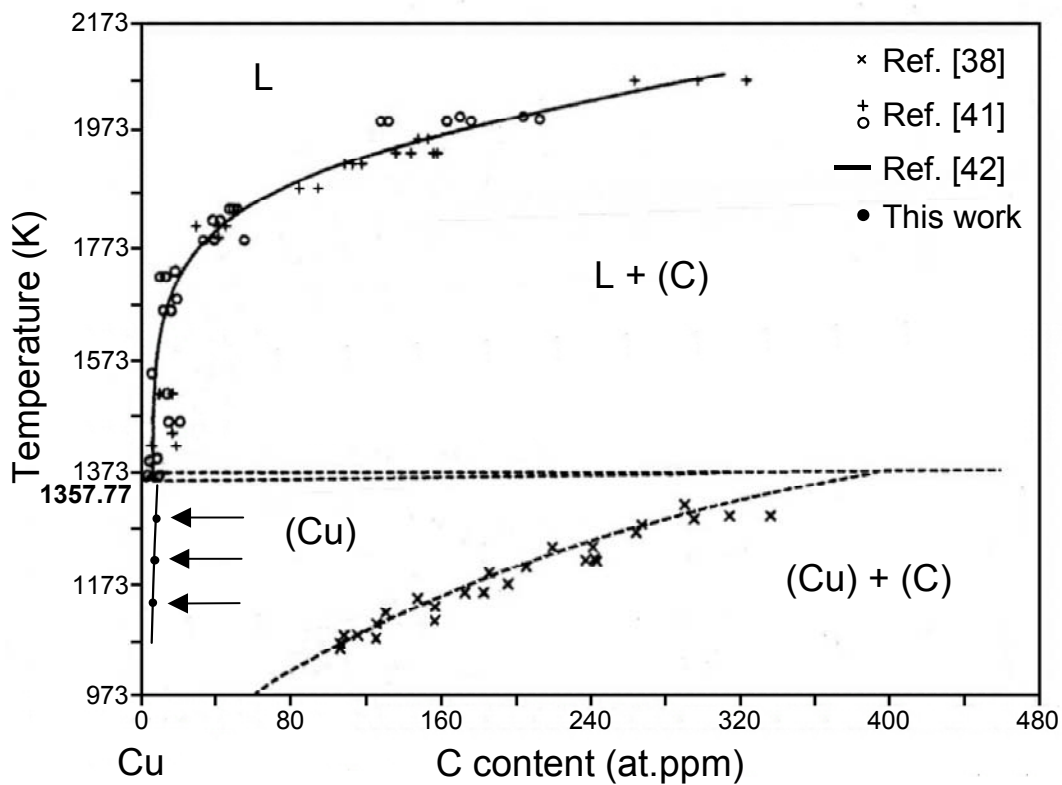 2173
1973
1773
1573
1373
1357.77
1173
973
Temperature (K)
L
× Ref. [38]
+
o Ref. [41]
— Ref. [42]
• This work
L + (C)
(Cu)
(Cu) + (C)
0 80 160 240 320 400 480
Cu C content (at.ppm)